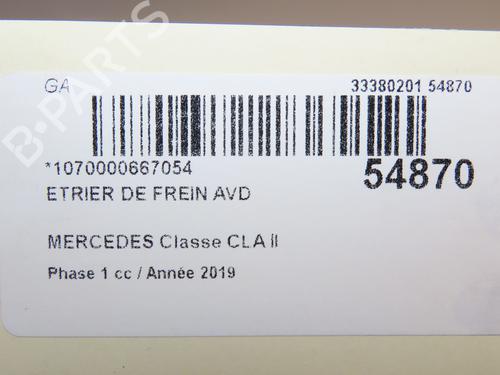 GA 33380201 54870
*1070000667054 54870
ETRIER DE FREIN AVD
MERCEDES Classe CLA II
Phase 1 cc / Année 2019
B-PARTS